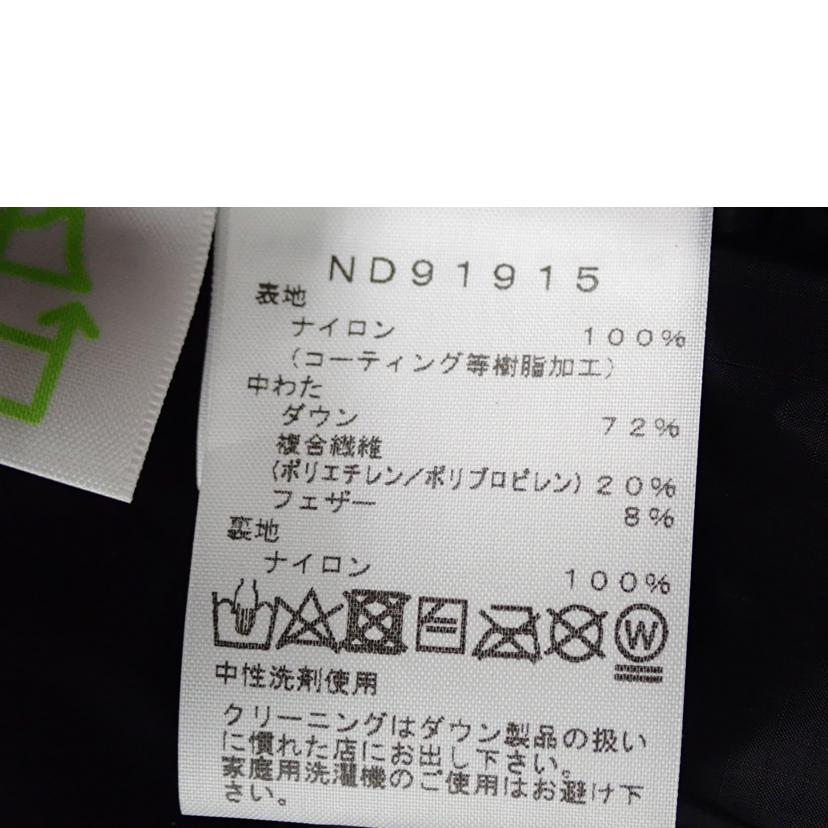 ND91915
表地
ナイロン 100%
(コーティング等樹脂加工)
中わた
ダウン 72%
複合繊維
(ポリエチレン/ポリプロピレン) 20%
フェザー 8%
裏地
ナイロン 100%
W
中性洗剤使用
クリーニングはダウン製品の扱い
に慣れた店にお出し下さい。
家庭用洗濯機のご使用はお避け下
さい。